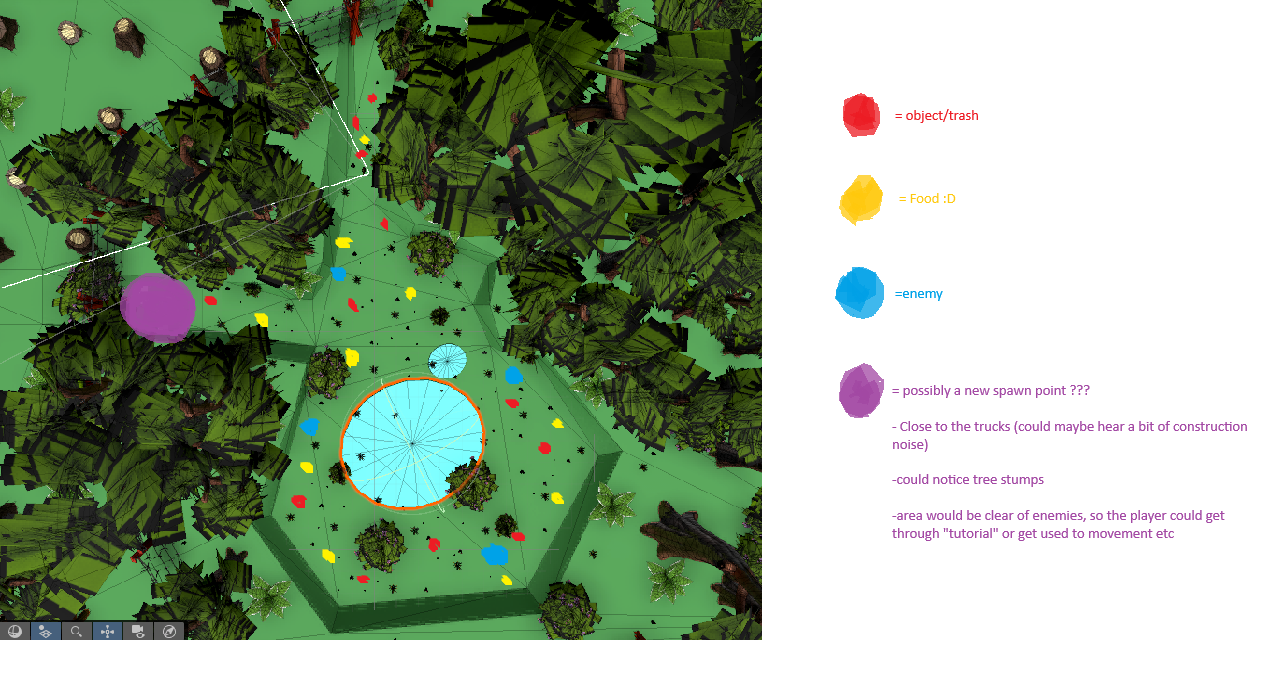 = object/trash
= Food :D
=enemy
= possibly a new spawn point ???
- Close to the trucks (could maybe hear a bit of construction
noise)
-could notice tree stumps
-area would be clear of enemies, so the player could get
through "tutorial" or get used to movement etc